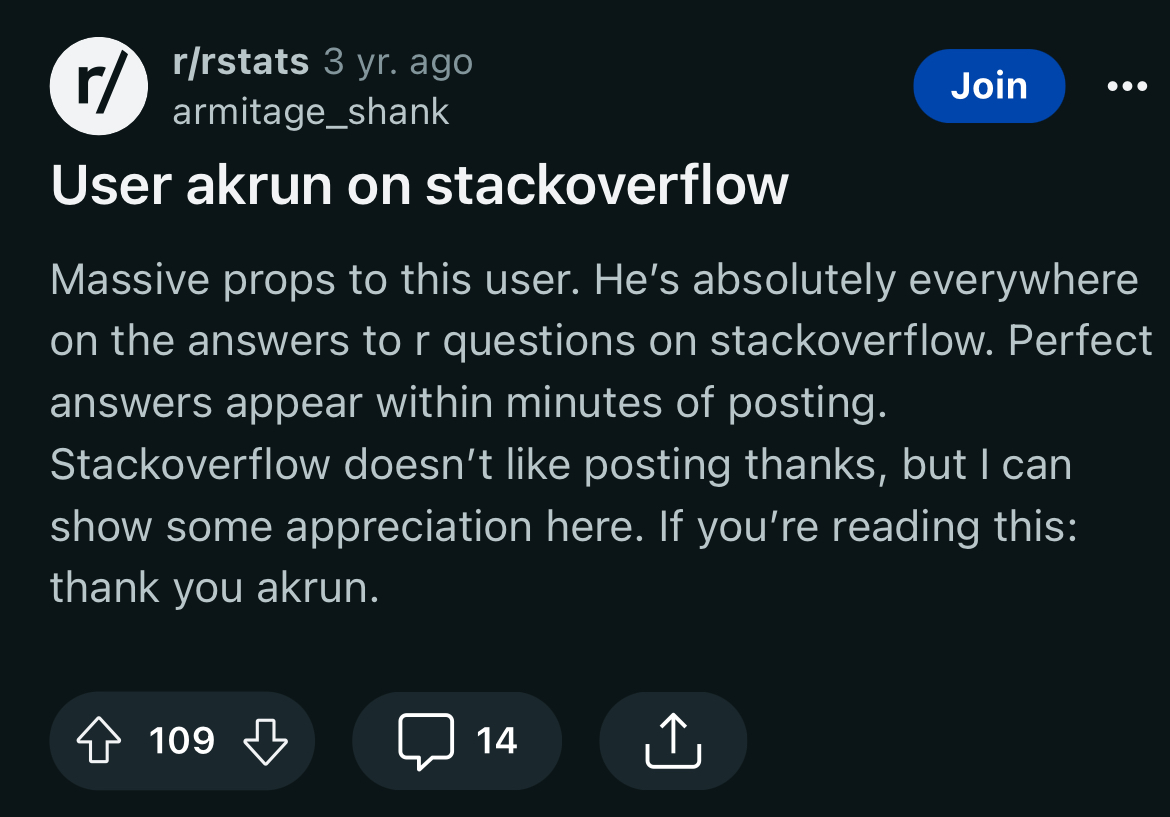 r/
r/rstats 3 yr. ago
armitage_shank
Join
User akrun on stackoverflow
Massive props to this user. He’s absolutely everywhere
on the answers to r questions on stackoverflow. Perfect
answers appear within minutes of posting.
Stackoverflow doesn’t like posting thanks, but I can
show some appreciation here. If you’re reading this:
thank you akrun.
109
14